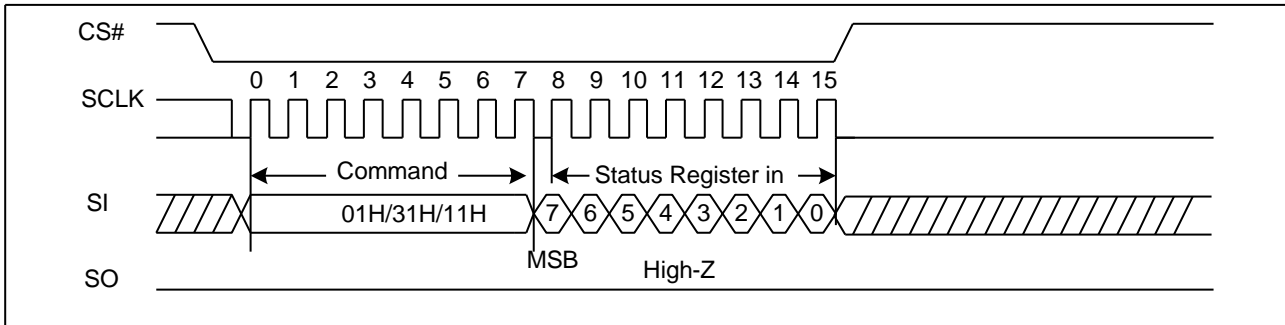 CS#
0 1 2 3 4 5 6 7 8 9 10 11 12 13 14 15
SCLK
Command Status Register in
SI 01H/31H/11H 7 6 5 4 3 2 1 0
MSB High-Z
SO